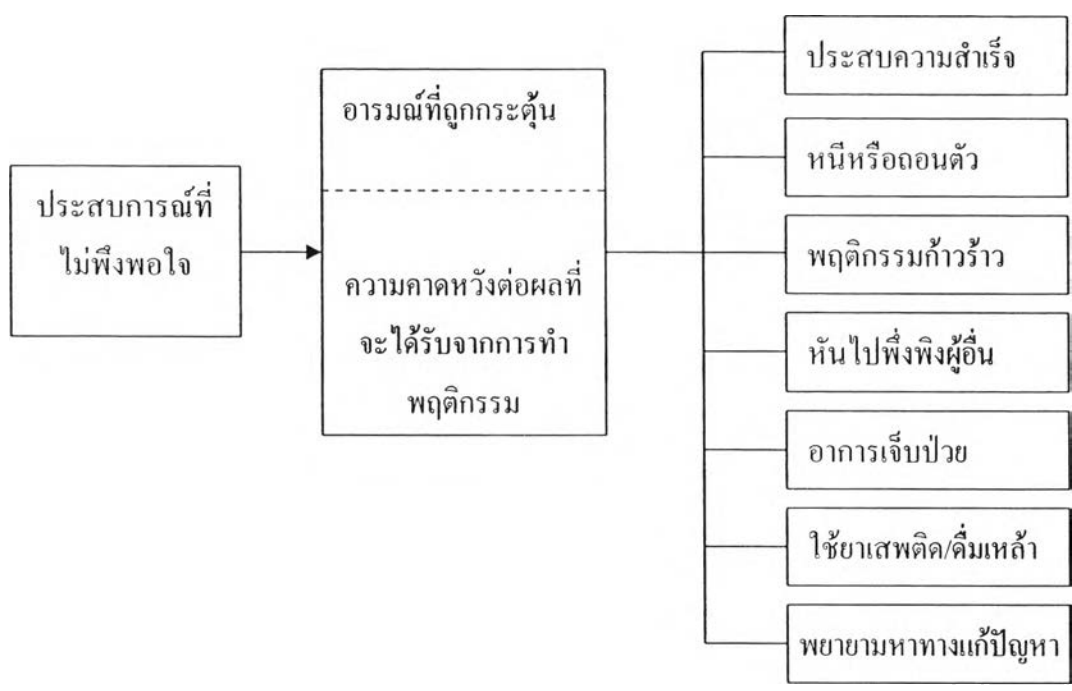 ประสบการณ์ที่
ไม่พึงพอใจ
อารมณ์ที่ถูกกระตุ้น
ความคาดหวังต่อผลที่
จะได้รับจากการทำ
พฤติกรรม
ประสบความสำเร็จ
หนีหรือถอนตัว
พฤติกรรมก้าวร้าว
หันไปพึ่งพิงผู้อื่น
อาการเจ็บป่วย
ใช้ยาเสพติด/ดื่มเหล้า
พยายามหาทางแก้ปัญหา